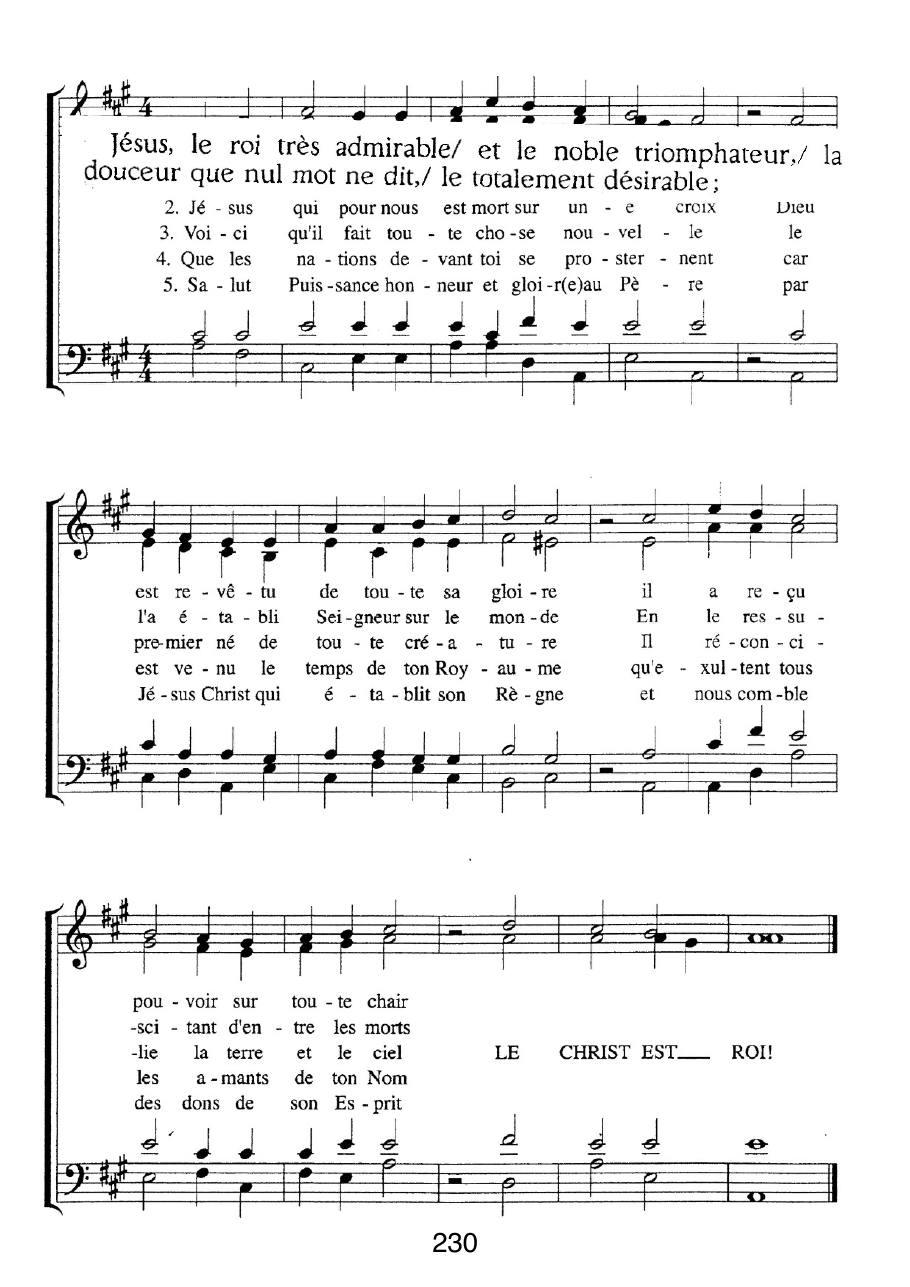 Jésus, le roi très admirable/ et le noble triomphateur,/ la
douceur que nul mot ne dit,/ le totalement désirable;
2. Jé - sus qui pour nous est mort sur un - e croix Dieu
3. Voi - ci qu'il fait tou - te cho - se nou - vel - le le
4. Que les na - tions de - vant toi se pro - ster - nent car
5. Sa - lut Puis - sance hon - neur et gloi - r(e)au Pè - re par
est re - vê - tu de tou - te sa gloi - re il a re - çu
l'a é - ta - bli Sei - gneur sur le mon - de En le res - su -
pre - mier né de tou - te cré - a - tu - re Il ré - con - ci -
est ve - nu le temps de ton Roy - au - me qu'e - xul - tent tous
Jé - sus Christ qui é - ta - blit son Rè - gne et nous com - ble
pou - voir sur tou - te chair
-sci - tant d'en - tre les morts
-lie la terre et le ciel LE CHRIST EST___ ROI!
les a - mants de ton Nom
des dons de son Es - prit
230